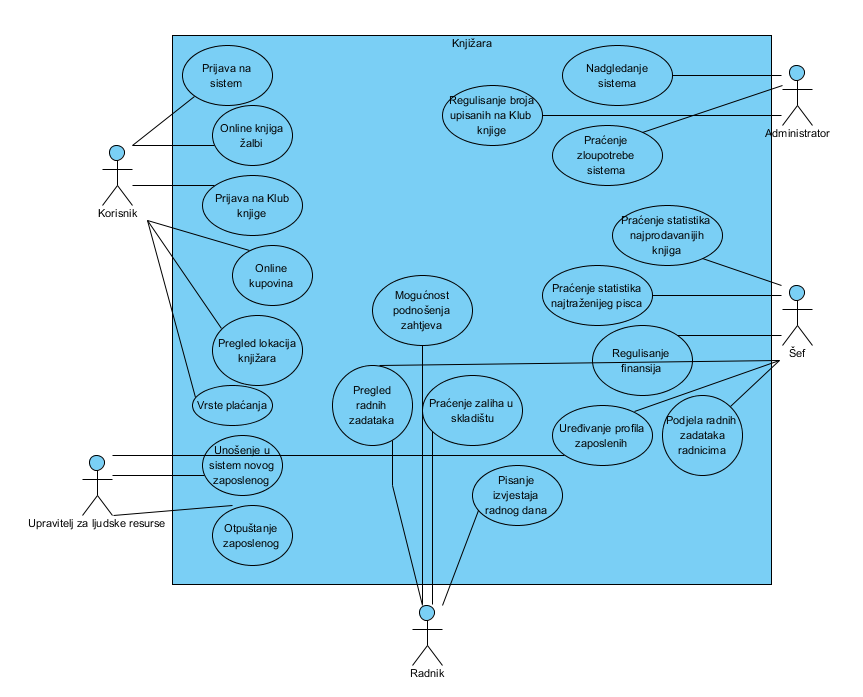 Knjižara
Prijava na
sistem
Online knjiga
žalbi
Prijava na Klub
knjige
Online
kupovina
Pregled lokacija
knjižara
Vrste plaćanja
Unošenje u
sistem novog
zaposlenog
Otpuštanje
zaposlenog
Korisnik
Upravitelj za ljudske resurse
Mogućnost
podnošenja
zahtjeva
Pregled
radnih
zadataka
Praćenje zaliha u
skladištu
Pisanje
izvjestaja
radnog dana
Radnik
Nadgledanje
sistema
Regulisanje broja
upisanih na Klub
knjige
Praćenje
zloupotrebe
sistema
Administrator
Praćenje statistika
najprodavanijih
knjiga
Praćenje statistika
najtraženijeg pisca
Regulisanje
finansija
Uređivanje profila
zaposlenih
Podjela radnih
zadataka
radnicima
Šef